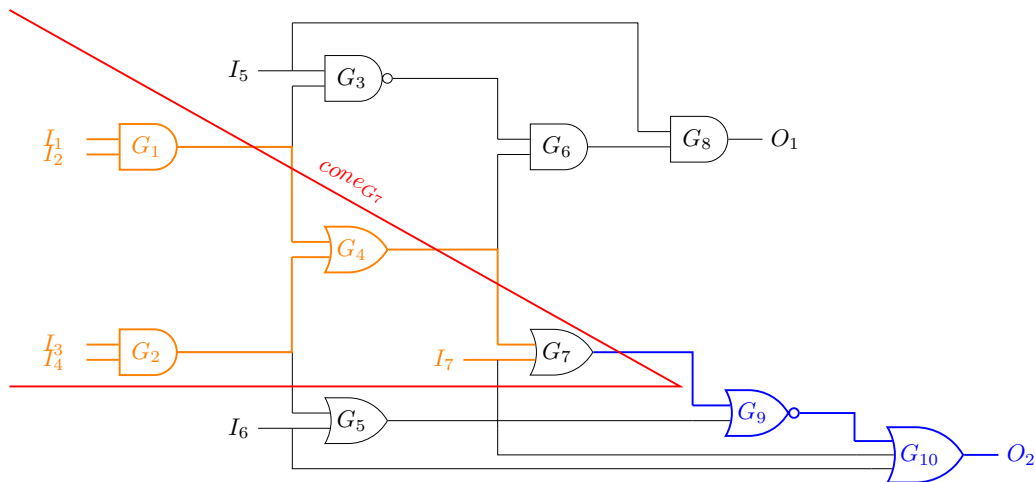 I₅
G₃
I₁
I₂
G₁
G₆
G₈
O₁
cone_G₇
G₄
I₃
I₄
G₂
I₇
G₇
I₆
G₅
G₉
G₁₀
O₂